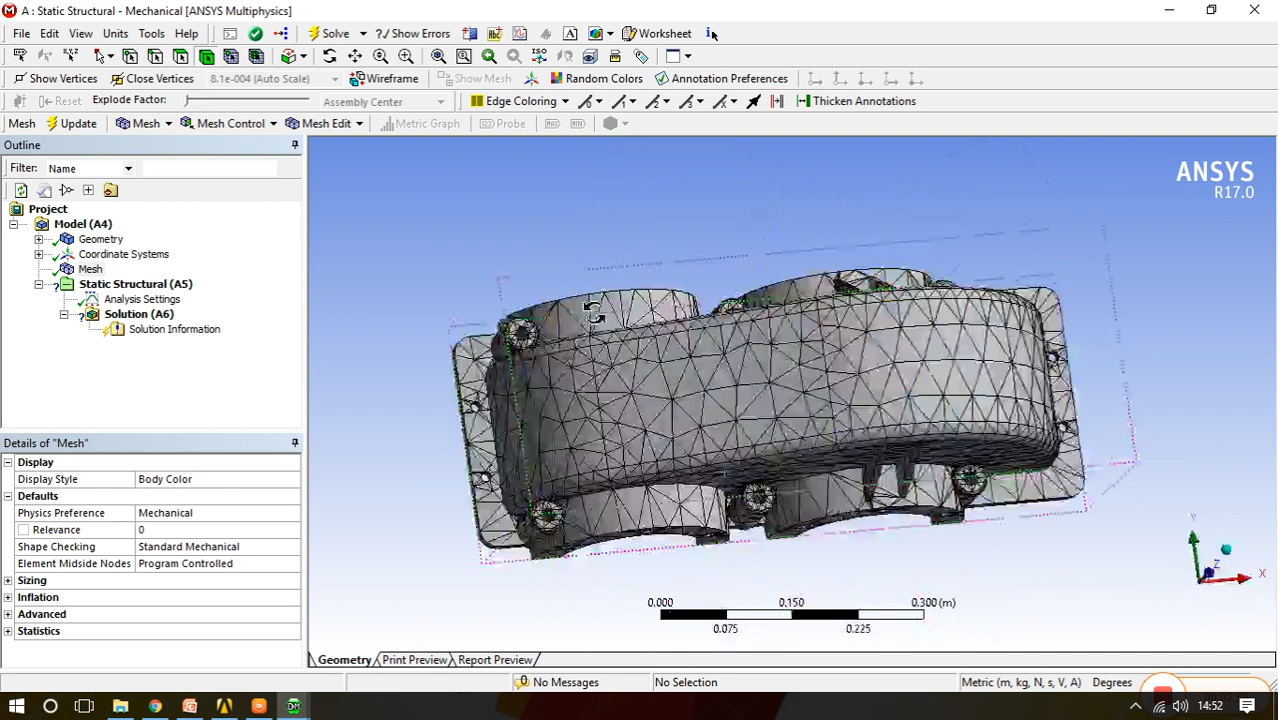 A : Static Structural - Mechanical [ANSYS Multiphysics]
File Edit View Units Tools Help Solve ?/ Show Errors Worksheet
Show Vertices Close Vertices 8.1e-004 (Auto Scale) Wireframe Show Mesh Random Colors Annotation Preferences
Reset Explode Factor: Assembly Center Edge Coloring Thicken Annotations
Mesh Update Mesh Mesh Control Mesh Edit Metric Graph Probe MAX MIN
Outline
Filter: Name
Project
Model (A4)
Geometry
Coordinate Systems
Mesh
Static Structural (A5)
Analysis Settings
Solution (A6)
Solution Information
Details of "Mesh"
Display
Display Style Body Color
Defaults
Physics Preference Mechanical
Relevance 0
Shape Checking Standard Mechanical
Element Midside Nodes Program Controlled
Sizing
Inflation
Advanced
Statistics
ANSYS
R17.0
Y
Z
X
0.000 0.150 0.300 (m)
0.075 0.225
Geometry Print Preview Report Preview
0 No Messages No Selection Metric (m, kg, N, s, V, A) Degrees
DM
14:52